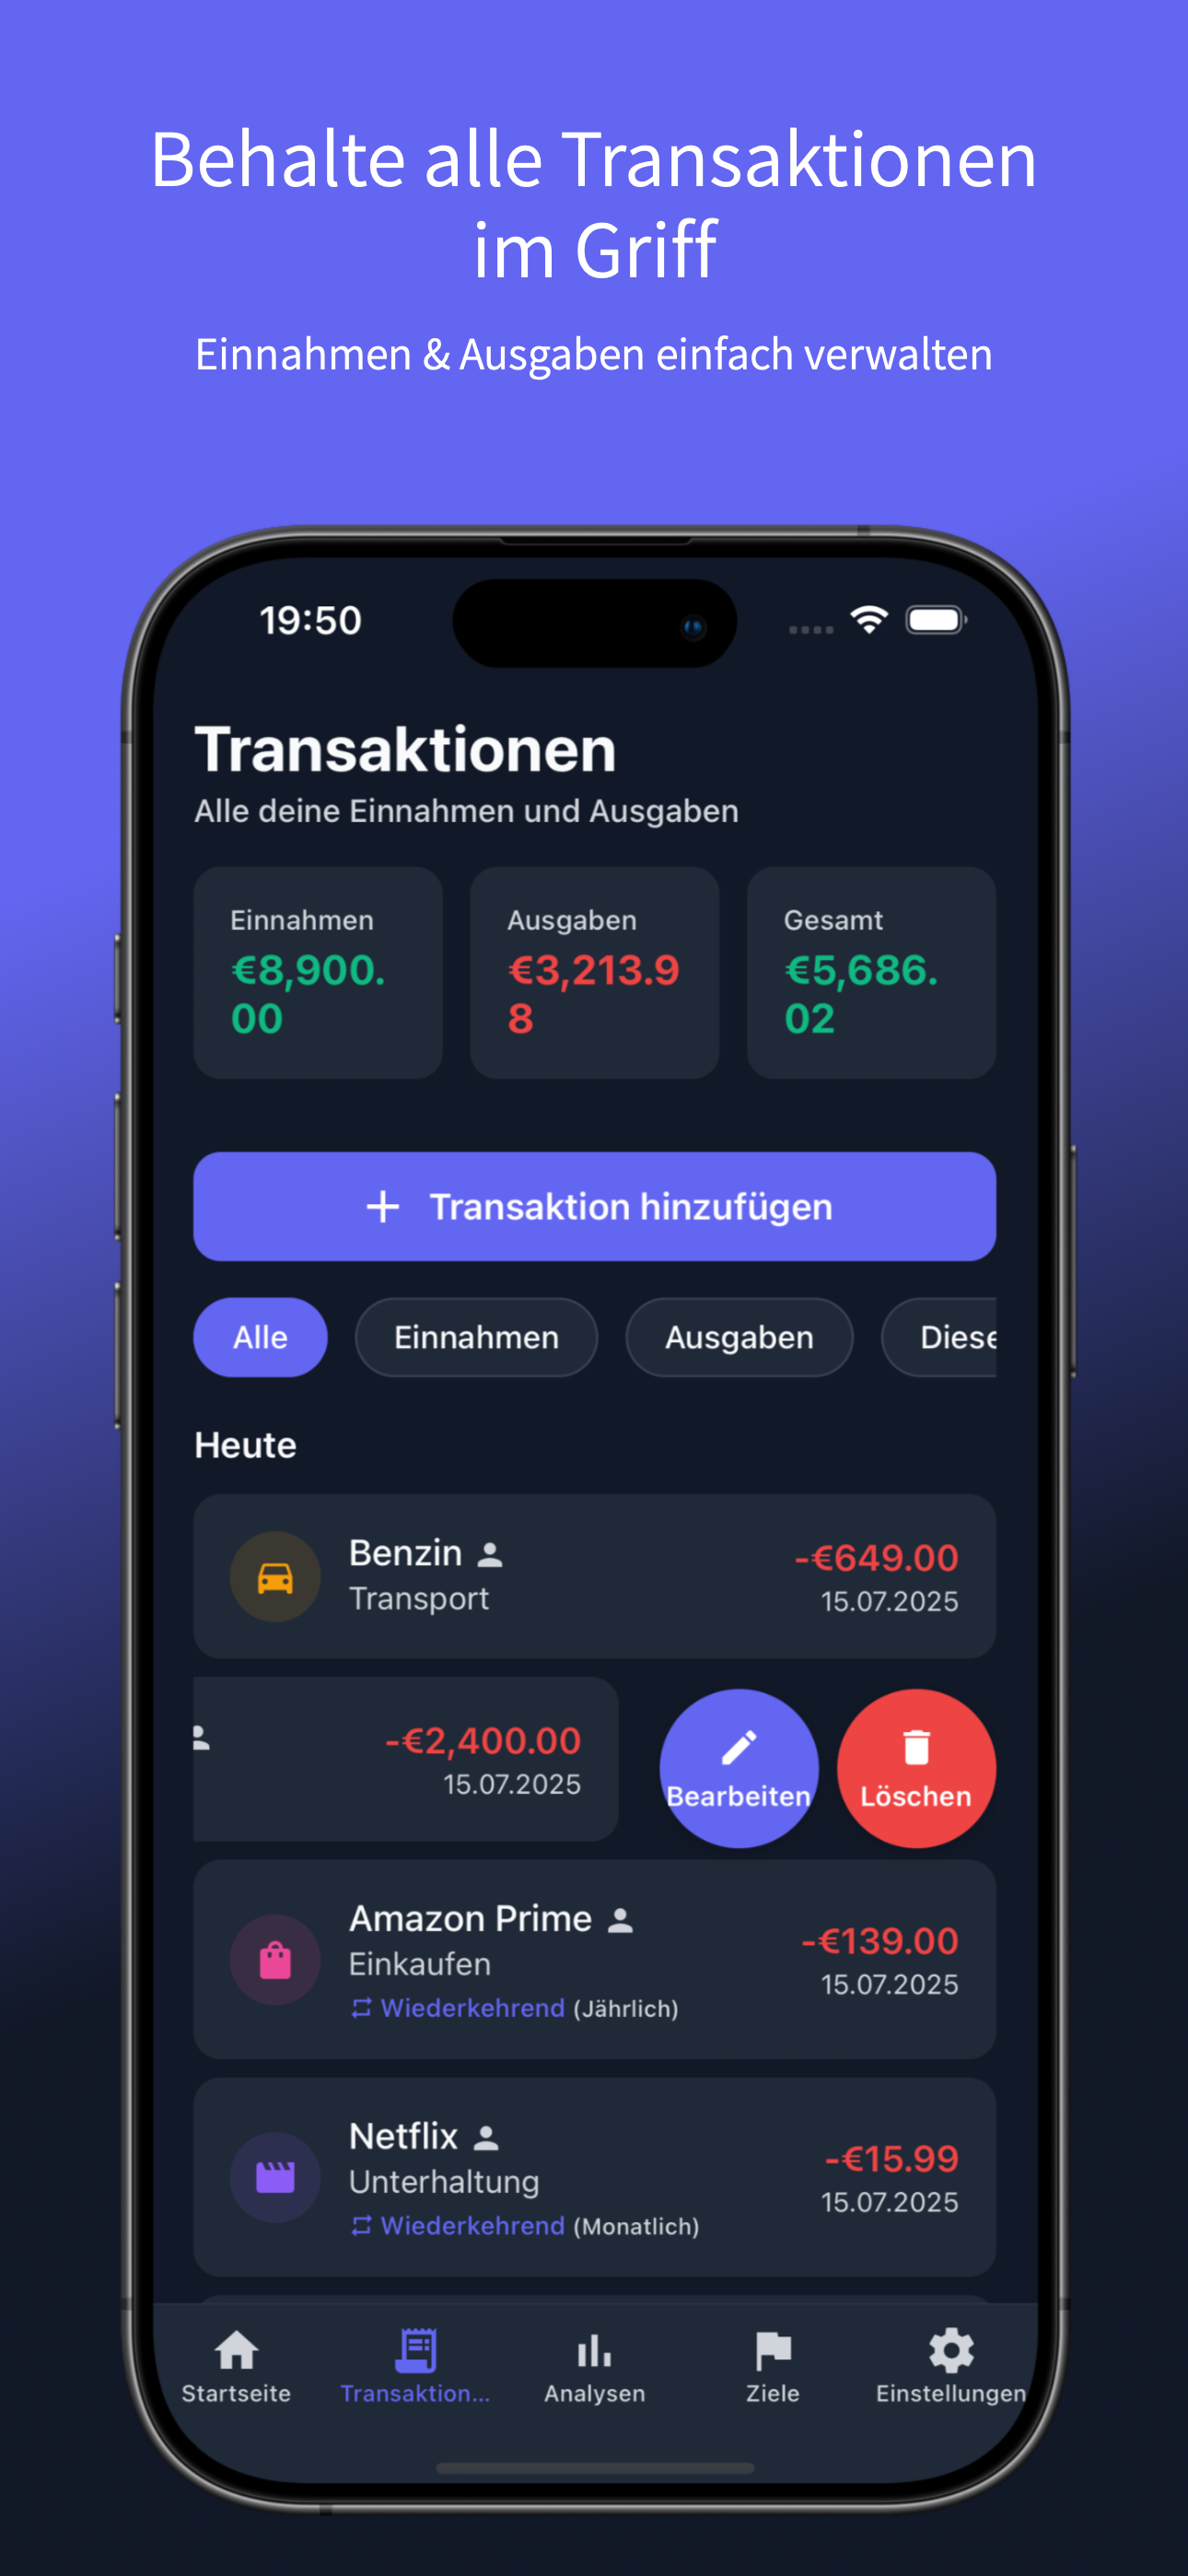 Behalte alle Transaktionen
im Griff
Einnahmen & Ausgaben einfach verwalten
19:50
Transaktionen
Alle deine Einnahmen und Ausgaben
Einnahmen
€8,900.
00
Ausgaben
€3,213.9
8
Gesamt
€5,686.
02
+ Transaktion hinzufügen
Alle
Einnahmen
Ausgaben
Diese
Heute
Benzin
Transport
-€649.00
15.07.2025
-€2,400.00
15.07.2025
Bearbeiten
Löschen
Amazon Prime
Einkaufen
Wiederkehrend (Jährlich)
-€139.00
15.07.2025
Netflix
Unterhaltung
Wiederkehrend (Monatlich)
-€15.99
15.07.2025
Startseite
Transaktion...
Analysen
Ziele
Einstellungen